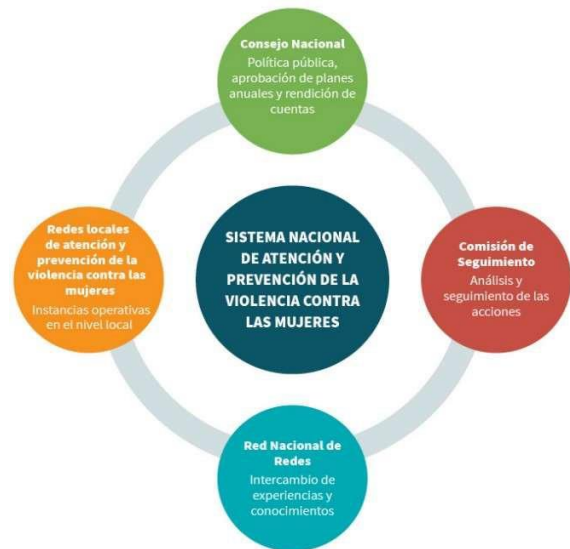 Consejo Nacional
Política pública,
aprobación de planes
anuales y rendición de
cuentas
Redes locales
de atención y
prevención de la
violencia contra las
mujeres
Instancias operativas
en el nivel local
SISTEMA NACIONAL
DE ATENCIÓN Y
PREVENCIÓN DE LA
VIOLENCIA CONTRA
LAS MUJERES
Comisión de
Seguimiento
Análisis y
seguimiento de las
acciones
Red Nacional de
Redes
Intercambio de
experiencias y
conocimientos